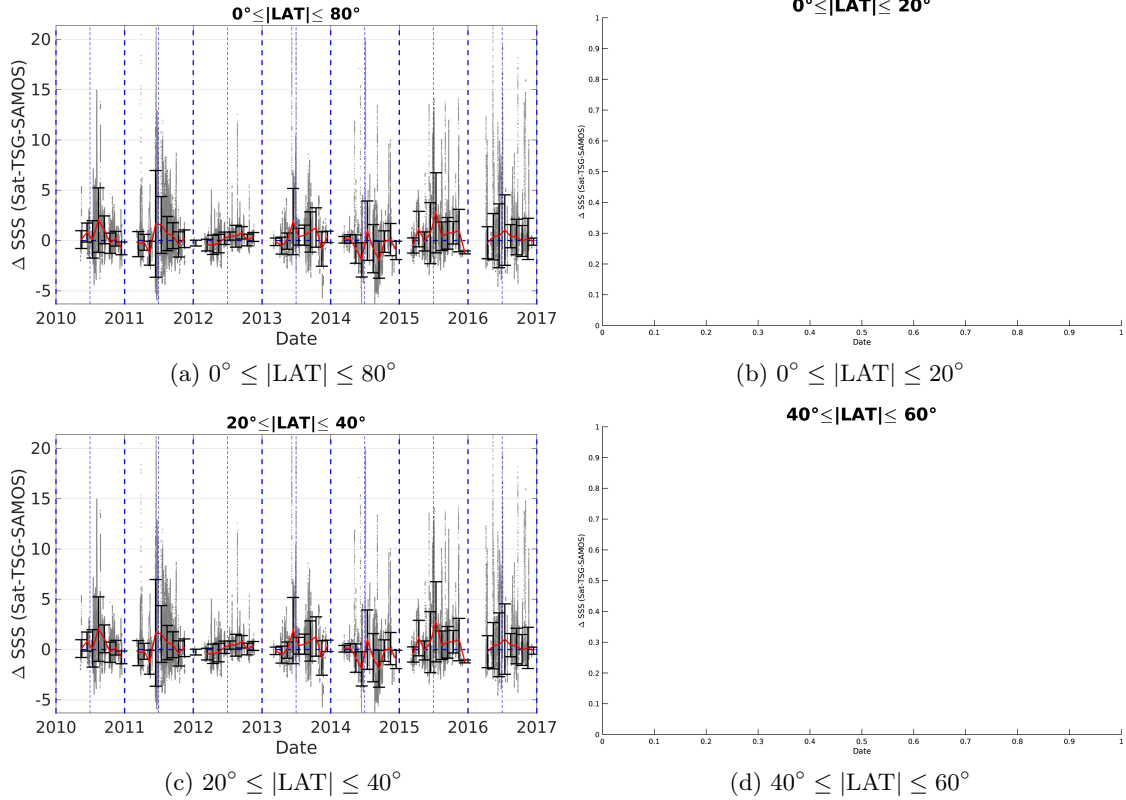 0°≤|LAT|≤ 80°
20
15
10
5
0
-5
Δ SSS (Sat-TSG-SAMOS)
2010 2011 2012 2013 2014 2015 2016 2017
Date
(a) 0° ≤ |LAT| ≤ 80°
0°≤|LAT|≤ 20°
1
0.9
0.8
0.7
0.6
0.5
0.4
0.3
0.2
0.1
0
Δ SSS (Sat-TSG-SAMOS)
0 0.1 0.2 0.3 0.4 0.5 0.6 0.7 0.8 0.9 1
Date
(b) 0° ≤ |LAT| ≤ 20°
20°≤|LAT|≤ 40°
20
15
10
5
0
-5
Δ SSS (Sat-TSG-SAMOS)
2010 2011 2012 2013 2014 2015 2016 2017
Date
(c) 20° ≤ |LAT| ≤ 40°
40°≤|LAT|≤ 60°
1
0.9
0.8
0.7
0.6
0.5
0.4
0.3
0.2
0.1
0
Δ SSS (Sat-TSG-SAMOS)
0 0.1 0.2 0.3 0.4 0.5 0.6 0.7 0.8 0.9 1
Date
(d) 40° ≤ |LAT| ≤ 60°